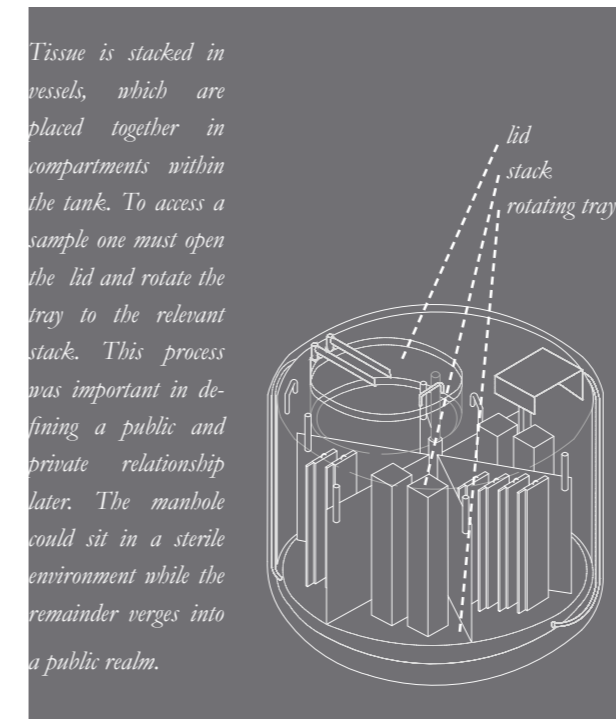 Tissue is stacked in
vessels, which are
placed together in
compartments within
the tank. To access a
sample one must open
the lid and rotate the
tray to the relevant
stack. This process
was important in de-
fining a public and
private relationship
later. The manhole
could sit in a sterile
environment while the
remainder verges into
a public realm.
lid
stack
rotating tray